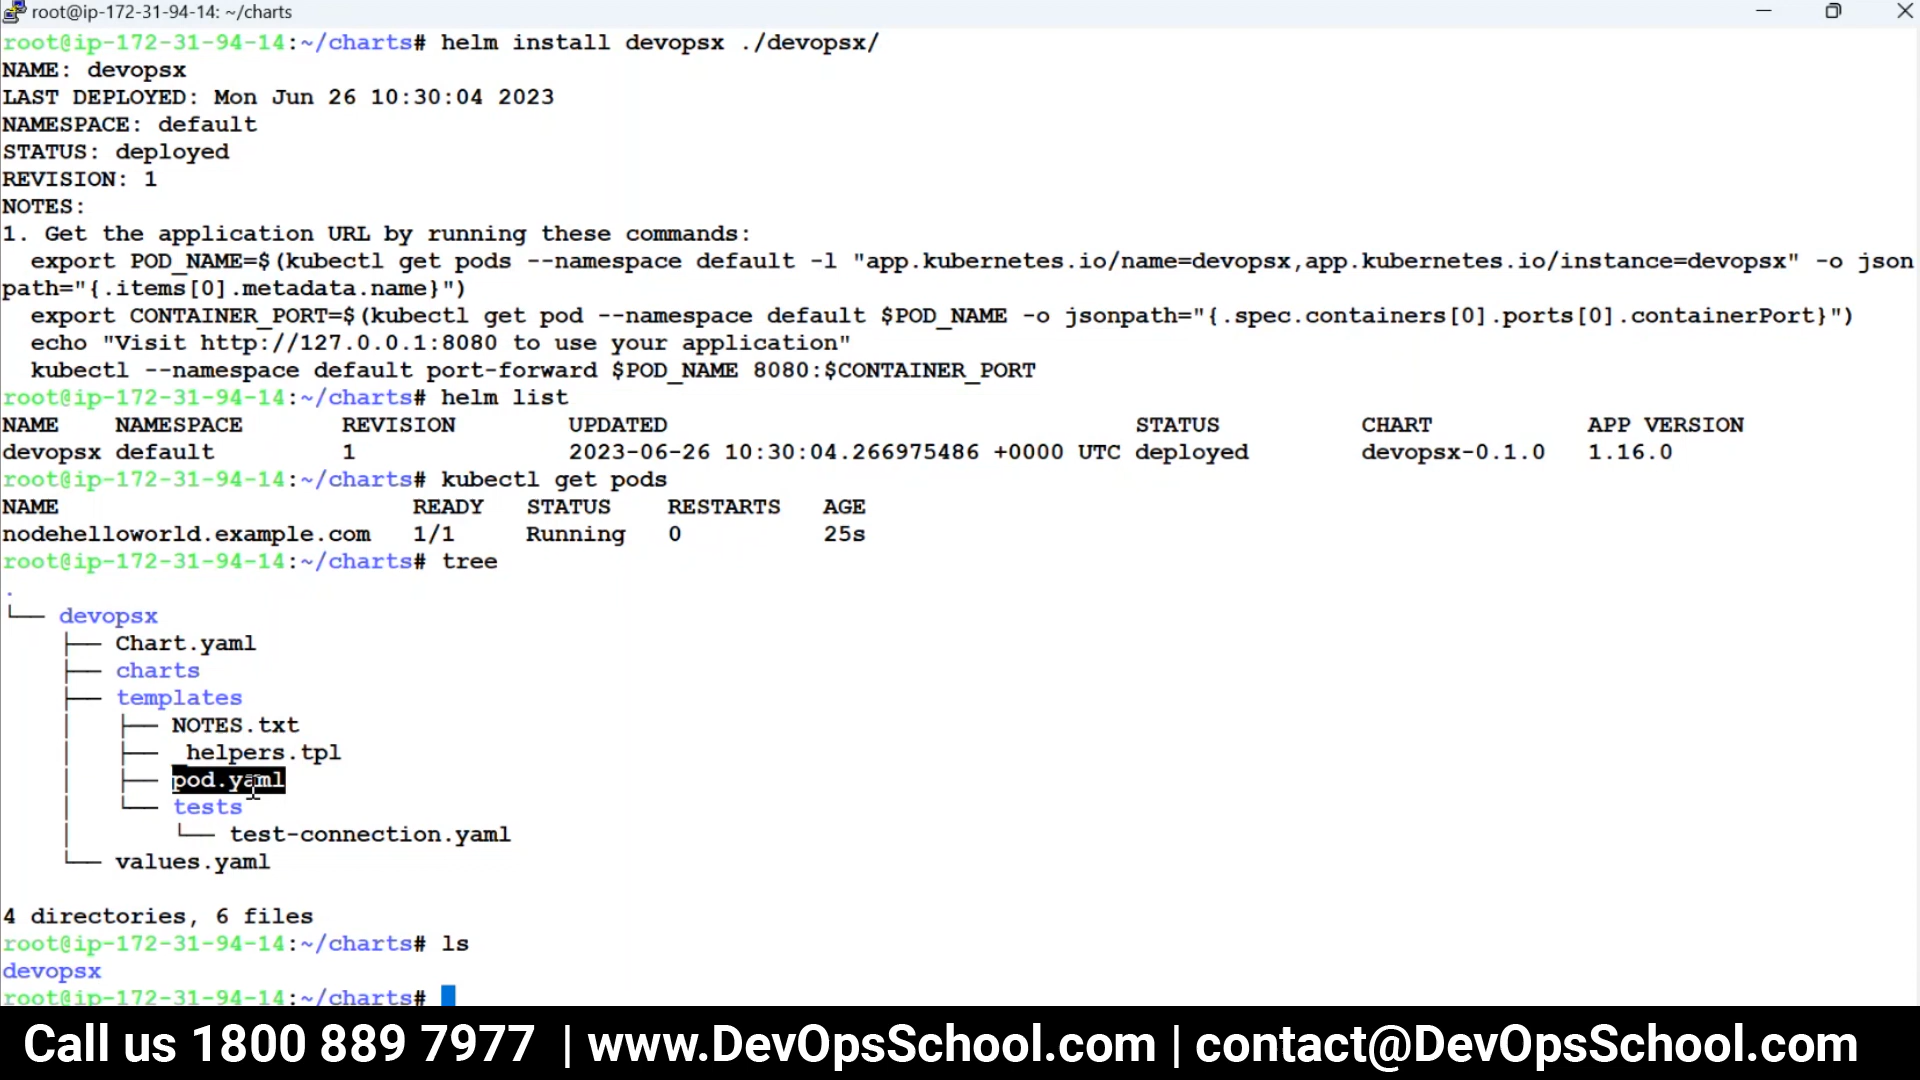 root@ip-172-31-94-14: ~/charts
root@ip-172-31-94-14:~/charts# helm install devopsx ./devopsx/
NAME: devopsx
LAST DEPLOYED: Mon Jun 26 10:30:04 2023
NAMESPACE: default
STATUS: deployed
REVISION: 1
NOTES:
1. Get the application URL by running these commands:
  export POD_NAME=$(kubectl get pods --namespace default -l "app.kubernetes.io/name=devopsx,app.kubernetes.io/instance=devopsx" -o json
path="{.items[0].metadata.name}")
  export CONTAINER_PORT=$(kubectl get pod --namespace default $POD_NAME -o jsonpath="{.spec.containers[0].ports[0].containerPort}")
  echo "Visit http://127.0.0.1:8080 to use your application"
  kubectl --namespace default port-forward $POD_NAME 8080:$CONTAINER_PORT
root@ip-172-31-94-14:~/charts# helm list
NAME    NAMESPACE       REVISION        UPDATED                                 STATUS          CHART           APP VERSION
devopsx default         1               2023-06-26 10:30:04.266975486 +0000 UTC deployed        devopsx-0.1.0   1.16.0
root@ip-172-31-94-14:~/charts# kubectl get pods
NAME                         READY   STATUS    RESTARTS   AGE
nodehelloworld.example.com   1/1     Running   0          25s
root@ip-172-31-94-14:~/charts# tree
.
└── devopsx
    ├── Chart.yaml
    ├── charts
    ├── templates
    │   ├── NOTES.txt
    │   ├── _helpers.tpl
    │   ├── pod.yaml
    │   └── tests
    │       └── test-connection.yaml
    └── values.yaml
4 directories, 6 files
root@ip-172-31-94-14:~/charts# ls
devopsx
root@ip-172-31-94-14:~/charts#
Call us 1800 889 7977 | www.DevOpsSchool.com | contact@DevOpsSchool.com